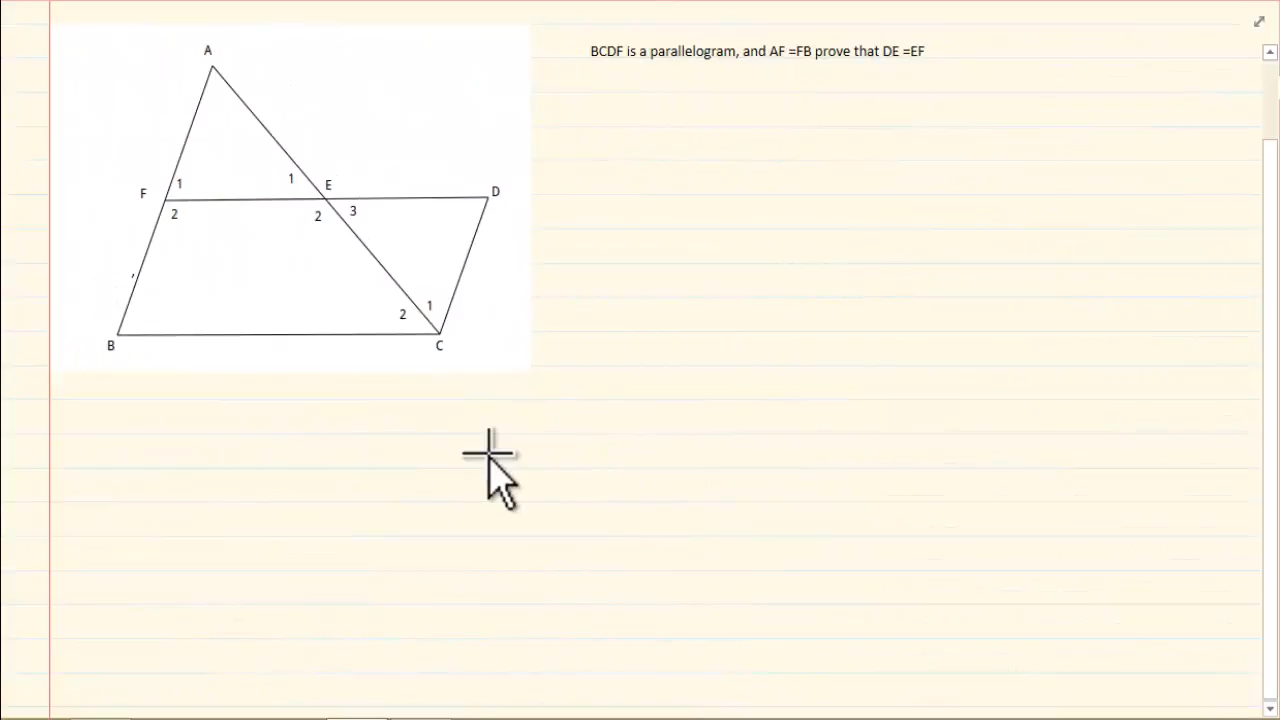 A
BCDF is a parallelogram, and AF =FB prove that DE =EF
F 1 1 E D
2 2 3
2 1
B C